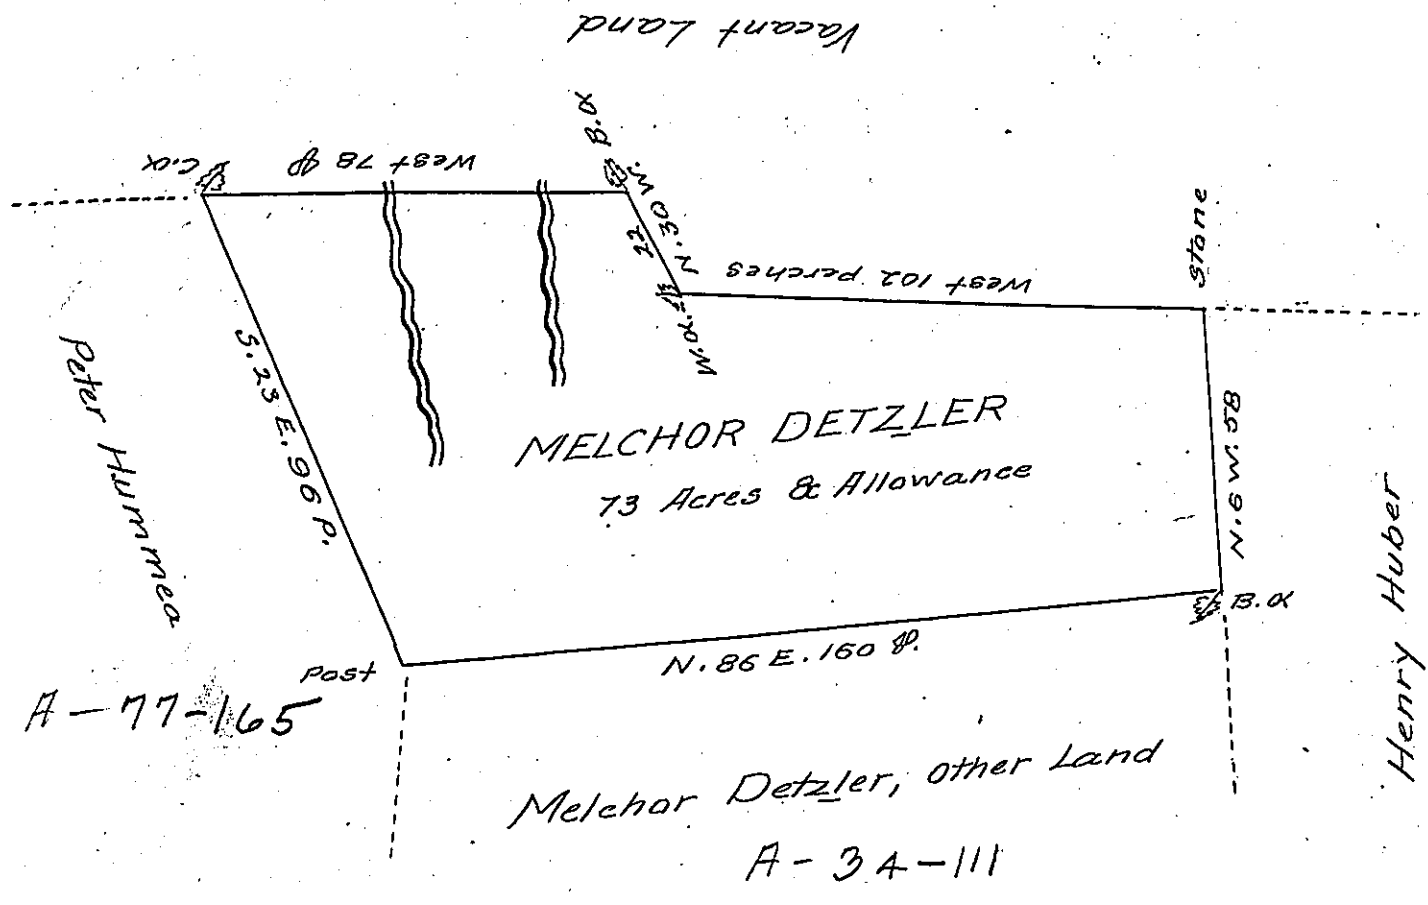 Vacant Land
B.α
C.α
West 78 P
N. 30 W.
22
West 102 perches
Stone
W.α.
Peter Hummea
S. 23 E. 96 P.
MELCHOR DETZLER
73 Acres & Allowance
N. 6 W. 58
Henry Huber
B.α
Post
N. 86 E. 160 P.
A-77-165
Melchor Detzler, other Land
A-34-111